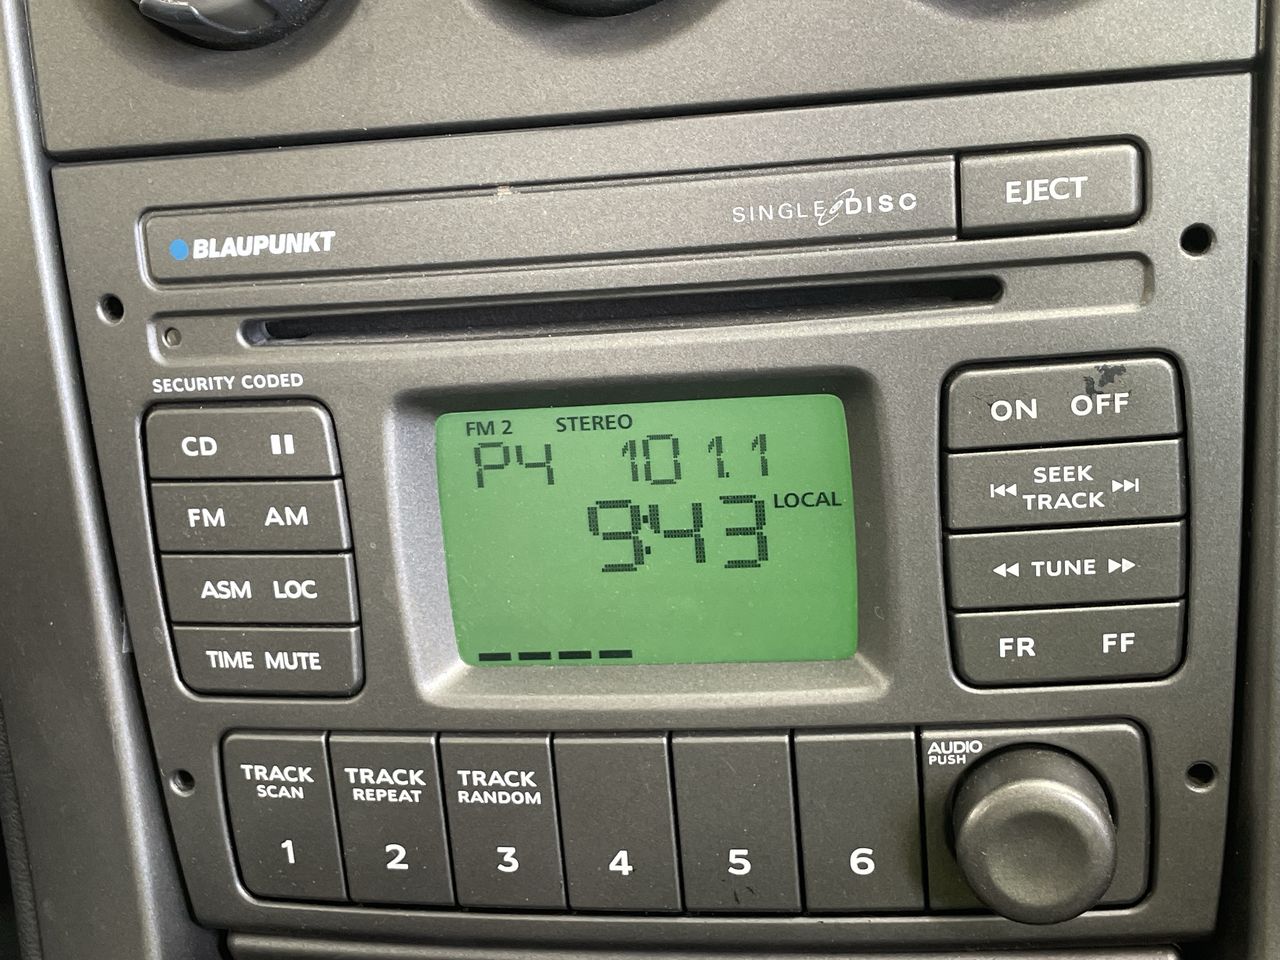 BLAUPUNKT
SINGLE DISC
EJECT
SECURITY CODED
CD
FM AM
ASM LOC
TIME MUTE
FM 2 STEREO
P4 101.1
LOCAL
9:43
ON OFF
SEEK
TRACK
TUNE
FR FF
TRACK
SCAN
1
TRACK
REPEAT
2
TRACK
RANDOM
3
4
5
6
AUDIO
PUSH